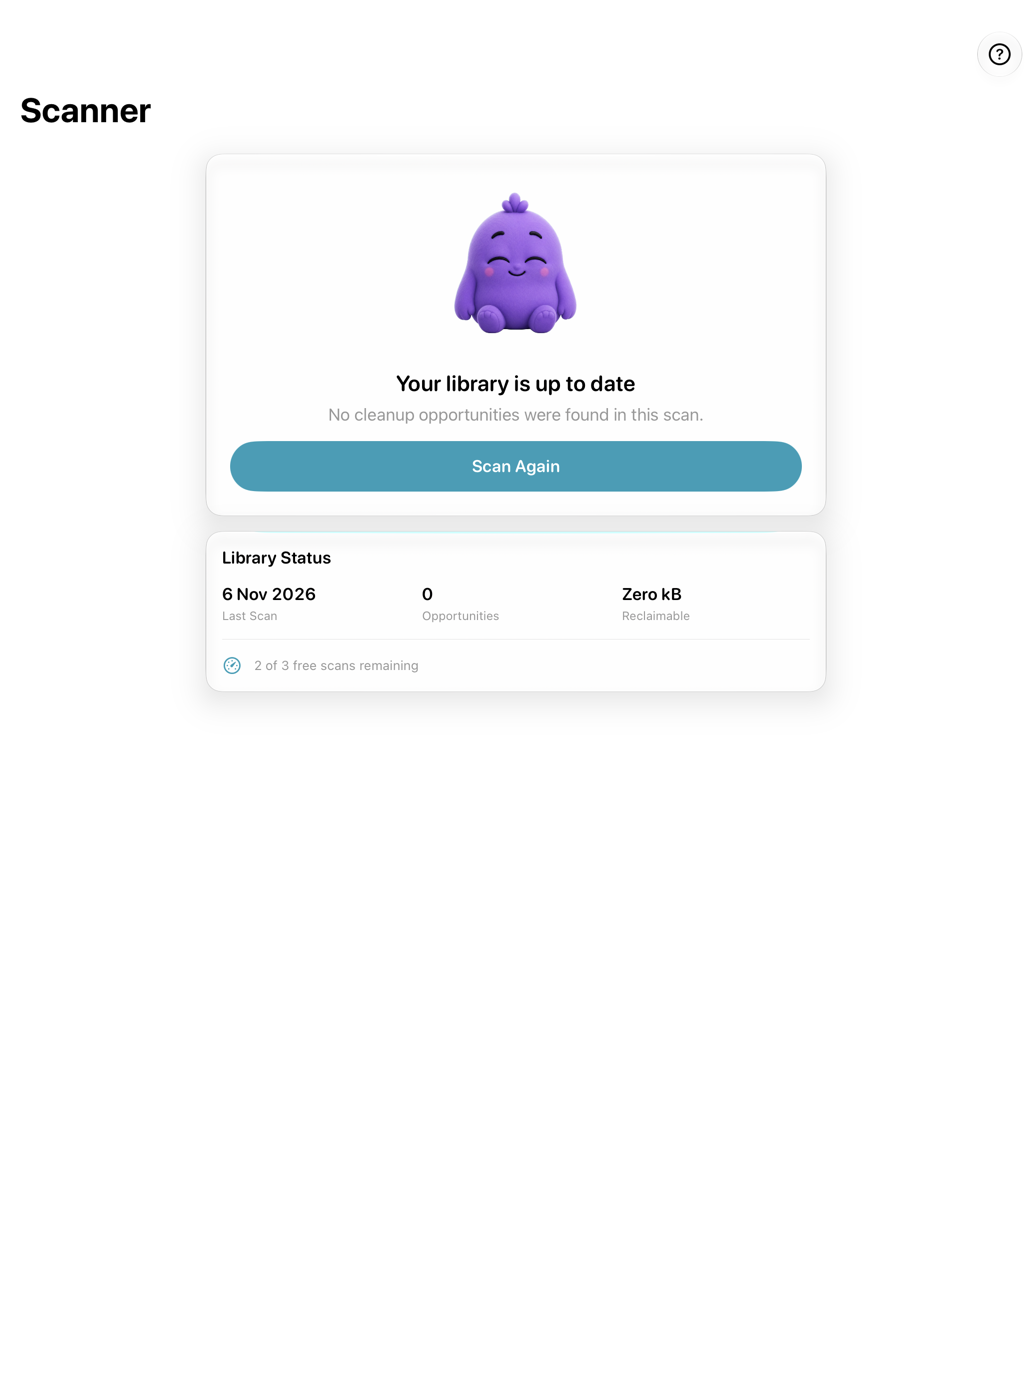 Scanner
Your library is up to date
No cleanup opportunities were found in this scan.
Scan Again
Library Status
6 Nov 2026
Last Scan
0
Opportunities
Zero kB
Reclaimable
2 of 3 free scans remaining